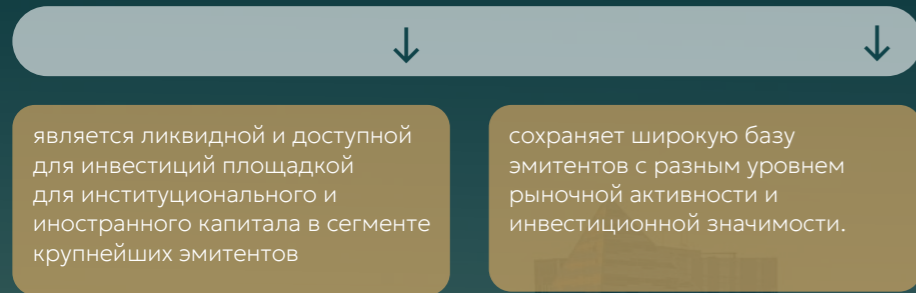 является ликвидной и доступной
для инвестиций площадкой
для институционального и
иностранного капитала в сегменте
крупнейших эмитентов
сохраняет широкую базу
эмитентов с разным уровнем
рыночной активности и
инвестиционной значимости.